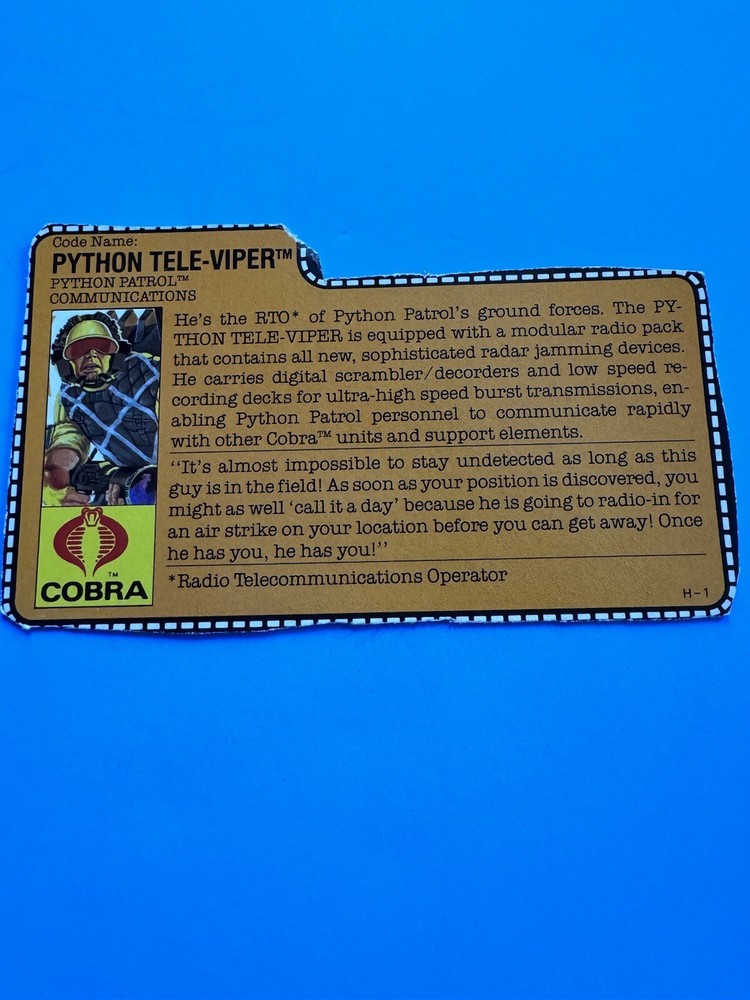 Code Name:
PYTHON TELE-VIPER™
PYTHON PATROL™
COMMUNICATIONS
He's the RTO* of Python Patrol's ground forces. The PY-
THON TELE-VIPER is equipped with a modular radio pack
that contains all new, sophisticated radar jamming devices.
He carries digital scrambler/decorders and low speed re-
cording decks for ultra-high speed burst transmissions, en-
abling Python Patrol personnel to communicate rapidly
with other Cobra™ units and support elements.
"It's almost impossible to stay undetected as long as this
guy is in the field! As soon as your position is discovered, you
might as well 'call it a day' because he is going to radio-in for
an air strike on your location before you can get away! Once
he has you, he has you!"
*Radio Telecommunications Operator
H-1
™
COBRA